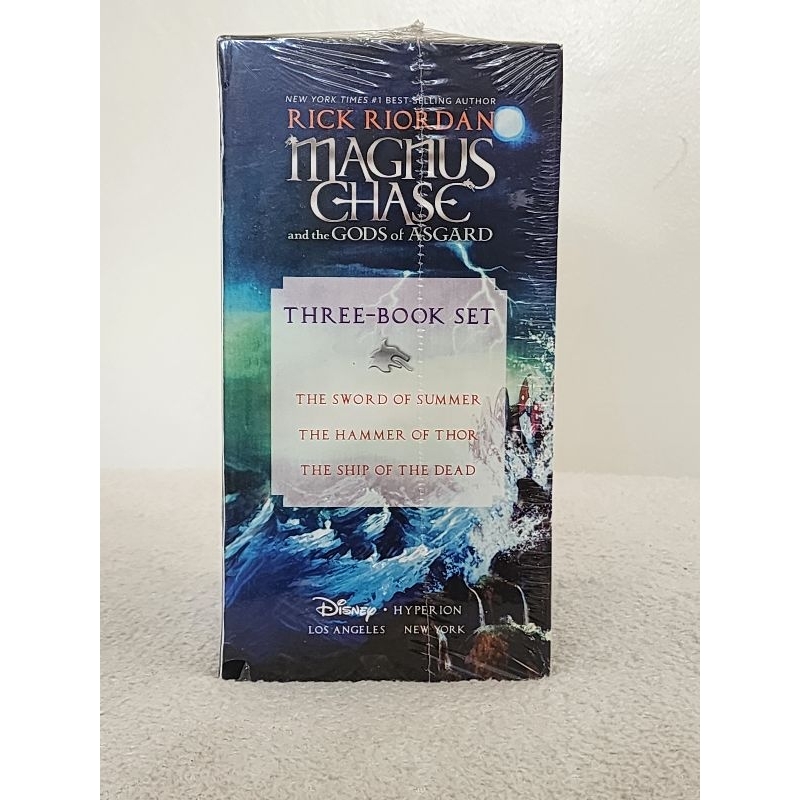 NEW YORK TIMES #1 BEST-SELLING AUTHOR
RICK RIORDAN
MAGNUS
CHASE
and the GODS of ASGARD
THREE-BOOK SET
THE SWORD OF SUMMER
THE HAMMER OF THOR
THE SHIP OF THE DEAD
Disney • HYPERION
LOS ANGELES NEW YORK